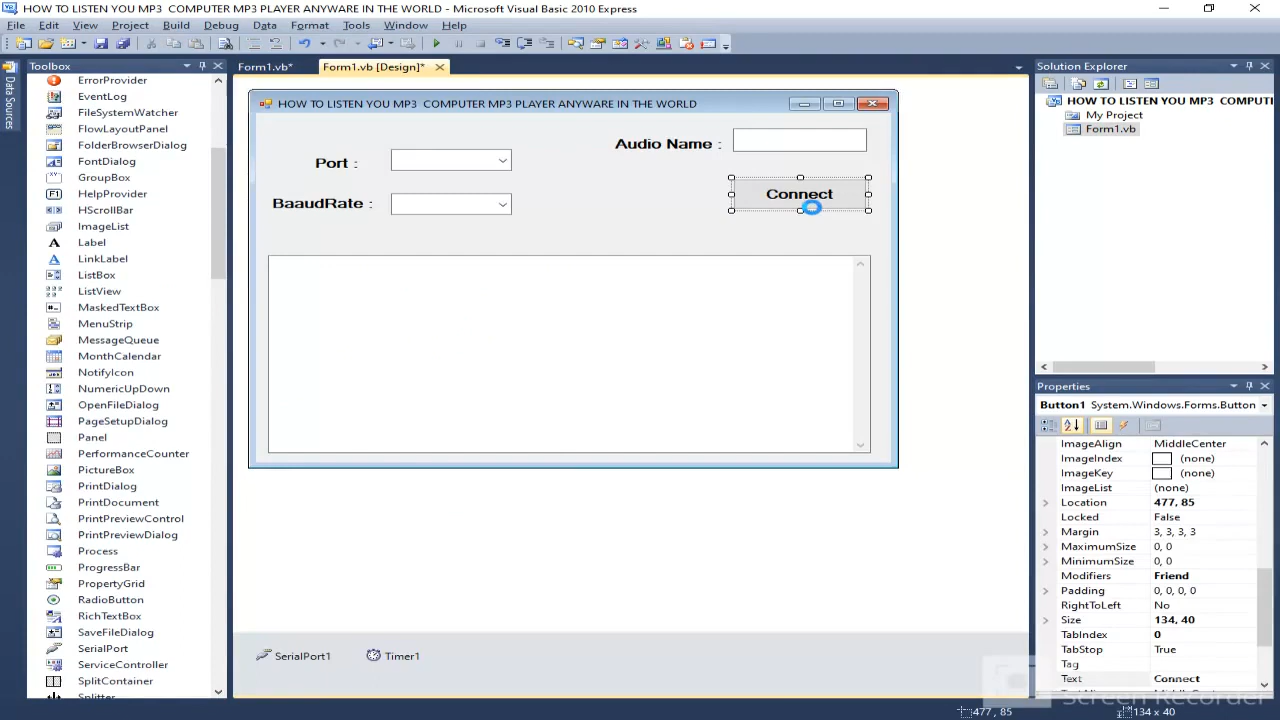 HOW TO LISTEN YOU MP3 COMPUTER MP3 PLAYER ANYWARE IN THE WORLD - Microsoft Visual Basic 2010 Express
File Edit View Project Build Debug Data Format Tools Window Help
Data Sources
Toolbox
ErrorProvider
EventLog
FileSystemWatcher
FlowLayoutPanel
FolderBrowserDialog
FontDialog
GroupBox
HelpProvider
HScrollBar
ImageList
Label
LinkLabel
ListBox
ListView
MaskedTextBox
MenuStrip
MessageQueue
MonthCalendar
NotifyIcon
NumericUpDown
OpenFileDialog
PageSetupDialog
Panel
PerformanceCounter
PictureBox
PrintDialog
PrintDocument
PrintPreviewControl
PrintPreviewDialog
Process
ProgressBar
PropertyGrid
RadioButton
RichTextBox
SaveFileDialog
SerialPort
ServiceController
SplitContainer
Splitter
Form1.vb* Form1.vb [Design]*
HOW TO LISTEN YOU MP3 COMPUTER MP3 PLAYER ANYWARE IN THE WORLD
Audio Name :
Port :
Connect
BaaudRate :
SerialPort1 Timer1
Solution Explorer
HOW TO LISTEN YOU MP3 COMPUTI
My Project
Form1.vb
Properties
Button1 System.Windows.Forms.Button
ImageAlign MiddleCenter
ImageIndex (none)
ImageKey (none)
ImageList (none)
Location 477, 85
Locked False
Margin 3, 3, 3, 3
MaximumSize 0, 0
MinimumSize 0, 0
Modifiers Friend
Padding 0, 0, 0, 0
RightToLeft No
Size 134, 40
TabIndex 0
TabStop True
Tag
Text Connect
Screen Recorder
477, 85 134 x 40